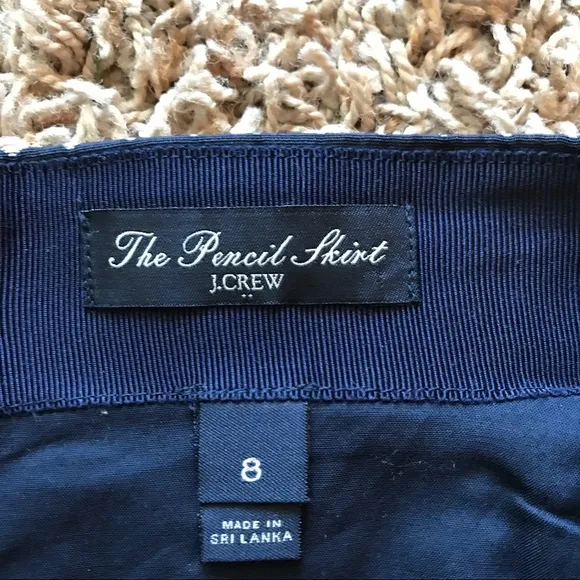 The Pencil Skirt
J.CREW
8
MADE IN
SRI LANKA